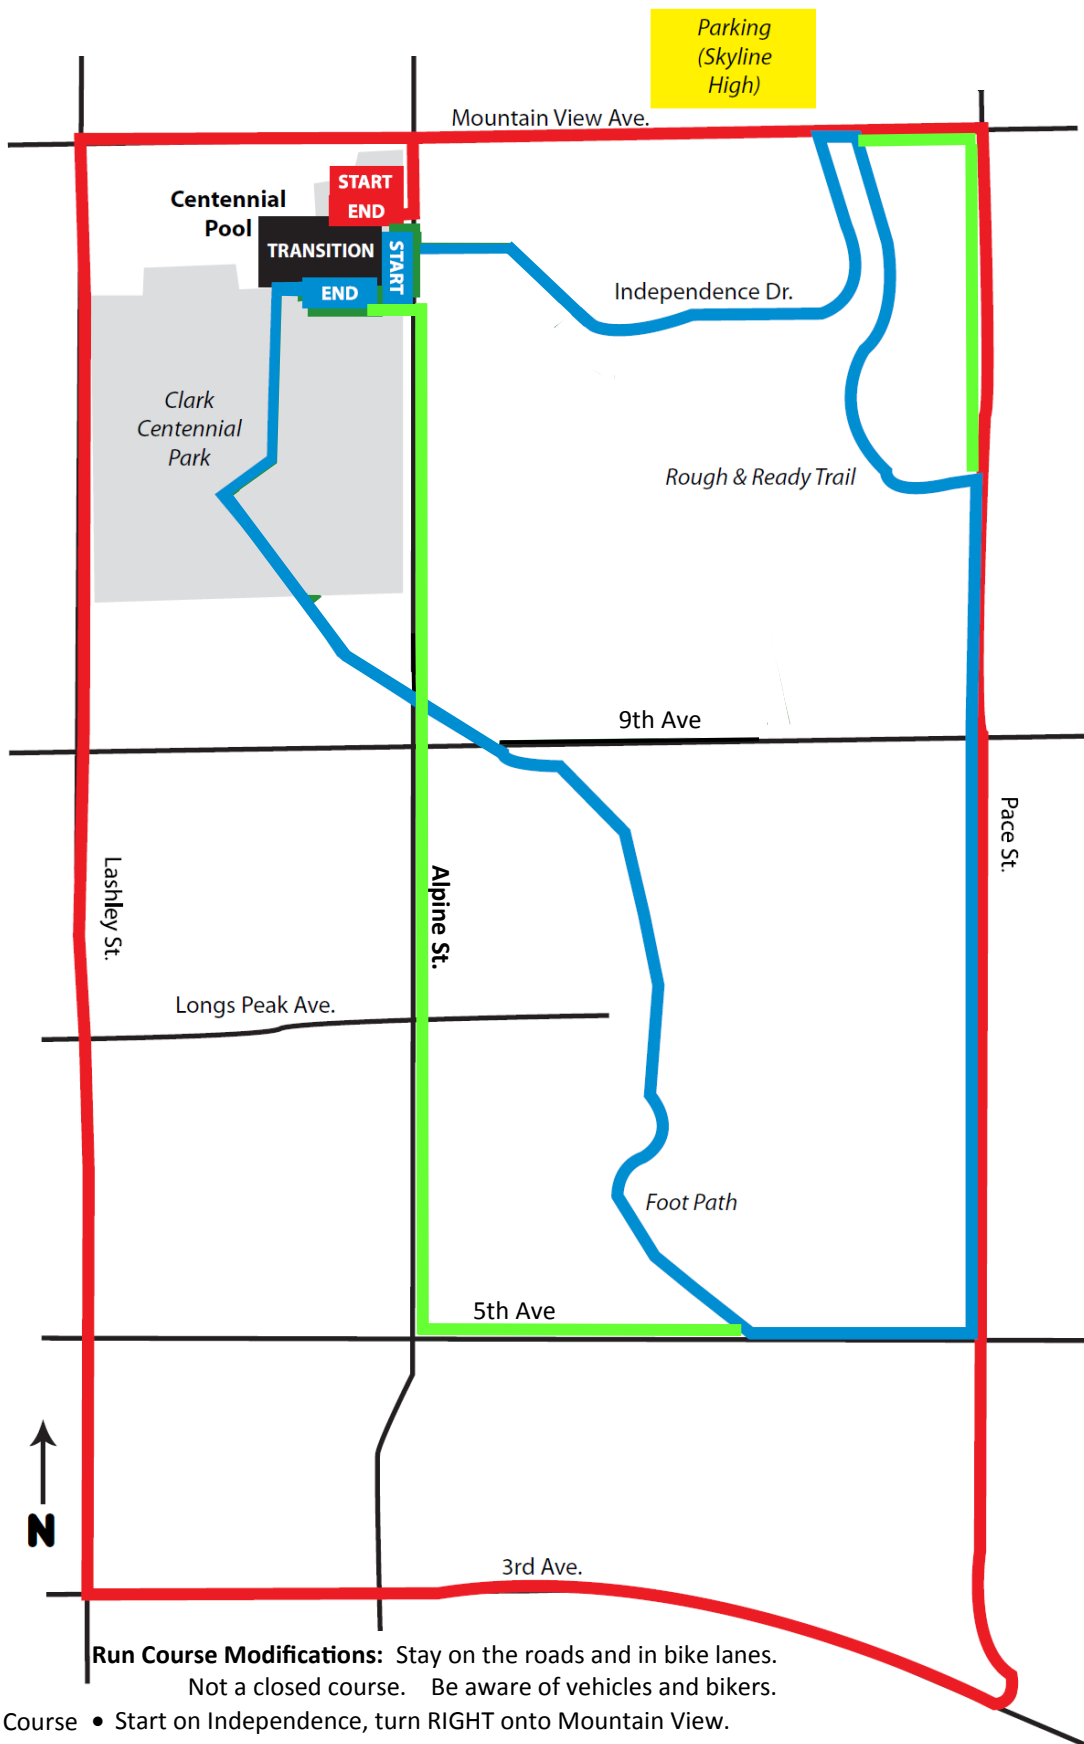 Parking
(Skyline
High)
Mountain View Ave.
START
END
Centennial
Pool
TRANSITION
START
END
Independence Dr.
Clark
Centennial
Park
Rough & Ready Trail
9th Ave
Pace St.
Lashley St.
Alpine St.
Longs Peak Ave.
Foot Path
5th Ave
N
3rd Ave.
Run Course Modifications: Stay on the roads and in bike lanes.
Not a closed course. Be aware of vehicles and bikers.
Course • Start on Independence, turn RIGHT onto Mountain View.